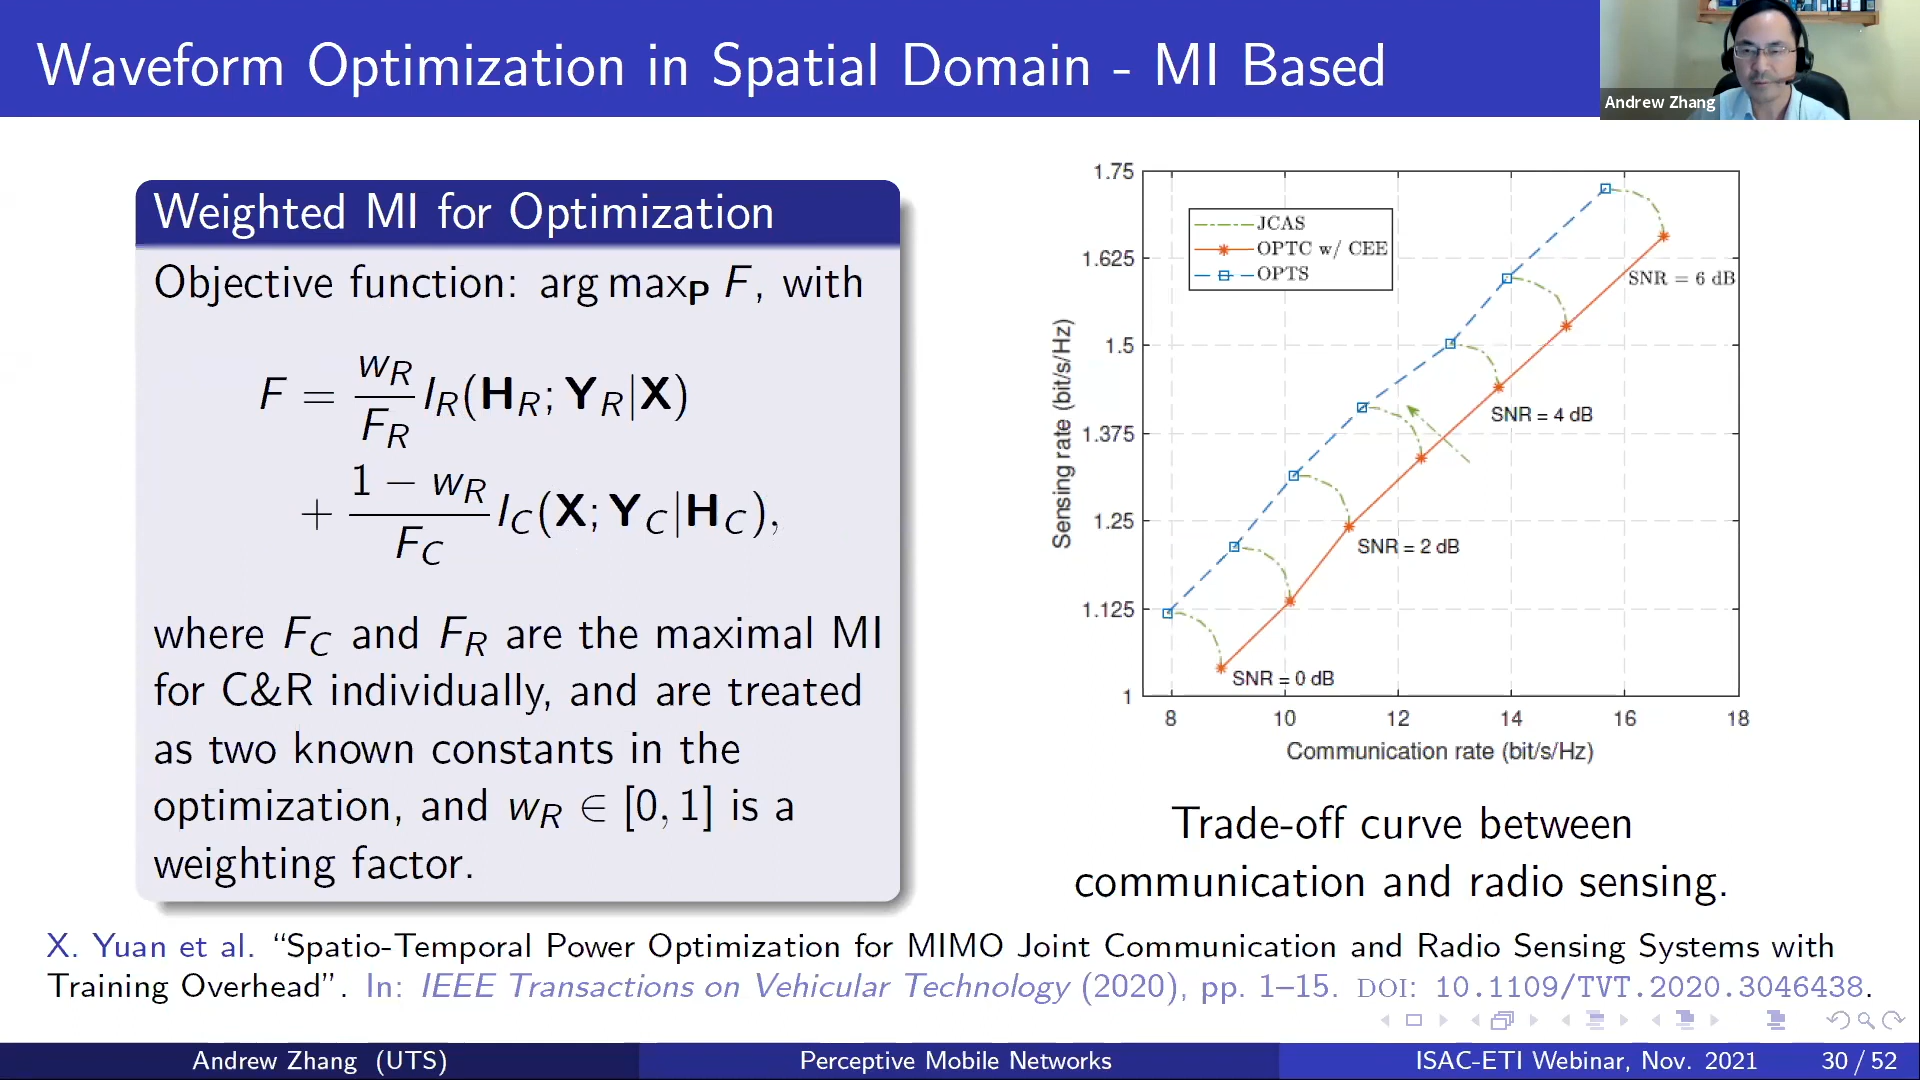 Waveform Optimization in Spatial Domain - MI Based
Andrew Zhang
Weighted MI for Optimization
Objective function: arg max_P F, with
F = w_R/F_R I_R(H_R; Y_R|X)
+ 1 − w_R/F_C I_C(X; Y_C|H_C),
where F_C and F_R are the maximal MI
for C&R individually, and are treated
as two known constants in the
optimization, and w_R ∈ [0, 1] is a
weighting factor.
1.75
1.625
1.5
1.375
1.25
1.125
1
Sensing rate (bit/s/Hz)
JCAS
OPTC w/ CEE
OPTS
SNR = 6 dB
SNR = 4 dB
SNR = 2 dB
SNR = 0 dB
8 10 12 14 16 18
Communication rate (bit/s/Hz)
Trade-off curve between
communication and radio sensing.
X. Yuan et al. “Spatio-Temporal Power Optimization for MIMO Joint Communication and Radio Sensing Systems with
Training Overhead”. In: IEEE Transactions on Vehicular Technology (2020), pp. 1–15. DOI: 10.1109/TVT.2020.3046438.
Andrew Zhang (UTS) Perceptive Mobile Networks ISAC-ETI Webinar, Nov. 2021 30 / 52